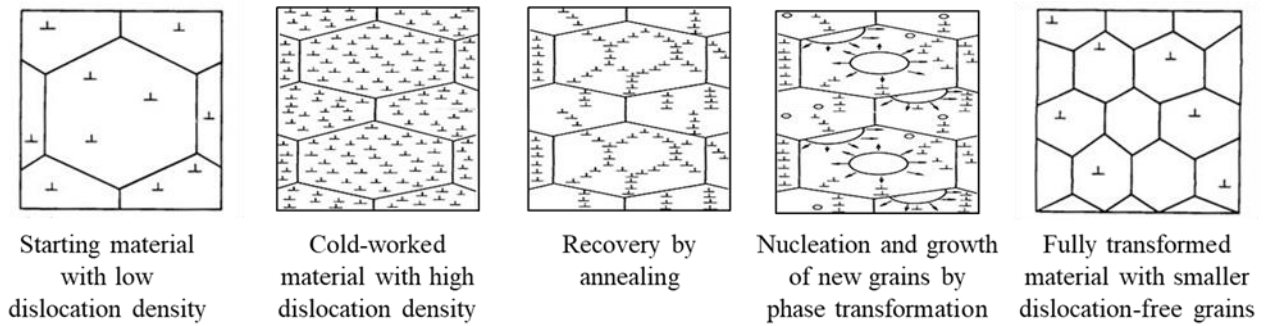 Starting material
with low
dislocation density
Cold-worked
material with high
dislocation density
Recovery by
annealing
Nucleation and growth
of new grains by
phase transformation
Fully transformed
material with smaller
dislocation-free grains